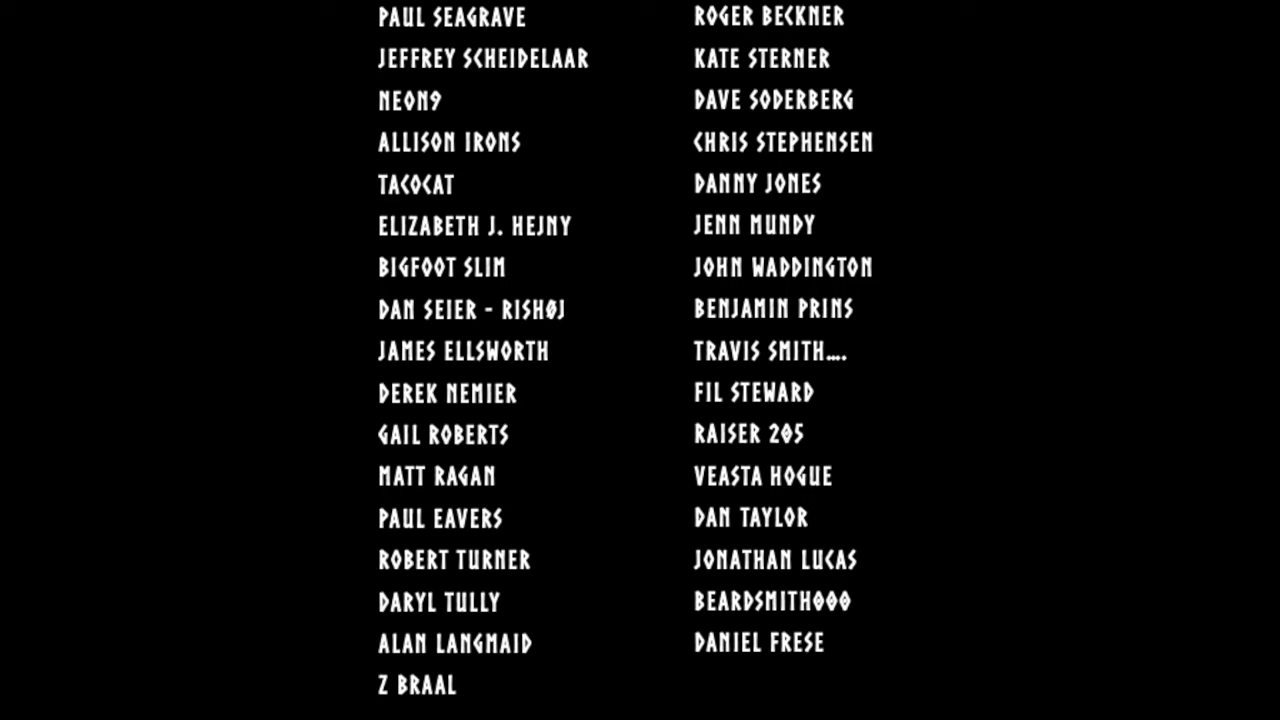 PAUL SEAGRAVE
JEFFREY SCHEIDELAAR
NEON9
ALLISON IRONS
TACOCAT
ELIZABETH J. HEJNY
BIGFOOT SLIM
DAN SEIER - RISHØJ
JAMES ELLSWORTH
DEREK NEMIER
GAIL ROBERTS
MATT RAGAN
PAUL EAVERS
ROBERT TURNER
DARYL TULLY
ALAN LANGMAID
Z BRAAL
ROGER BECKNER
KATE STERNER
DAVE SODERBERG
CHRIS STEPHENSEN
DANNY JONES
JENN MUNDY
JOHN WADDINGTON
BENJAMIN PRINS
TRAVIS SMITH....
FIL STEWARD
RAISER 205
VEASTA HOGUE
DAN TAYLOR
JONATHAN LUCAS
BEARDSMITH000
DANIEL FRESE